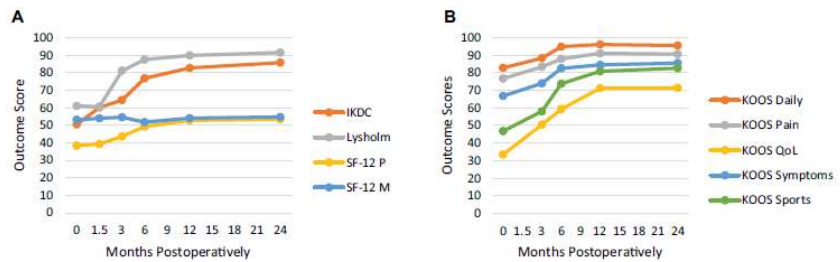 A
100
90
80
70
60
50
40
30
20
10
0
Outcome Score
0 1.5 3 6 9 12 15 18 21 24
Months Postoperatively
IKDC
Lysholm
SF-12 P
SF-12 M
B
100
90
80
70
60
50
40
30
20
10
0
Outcome Scores
0 1.5 3 6 9 12 15 18 21 24
Months Postoperatively
KOOS Daily
KOOS Pain
KOOS QoL
KOOS Symptoms
KOOS Sports